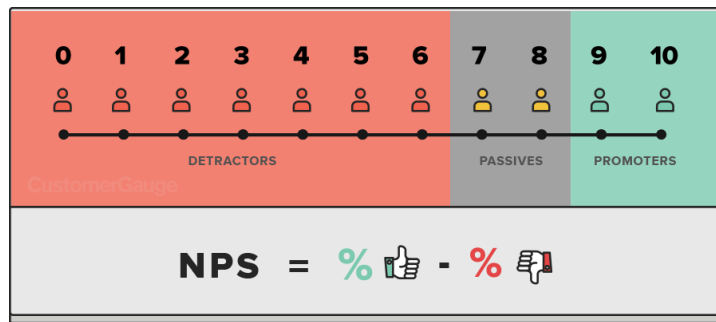 0 1 2 3 4 5 6 7 8 9 10
DETRACTORS PASSIVES PROMOTERS
CustomerGauge
NPS = % - %